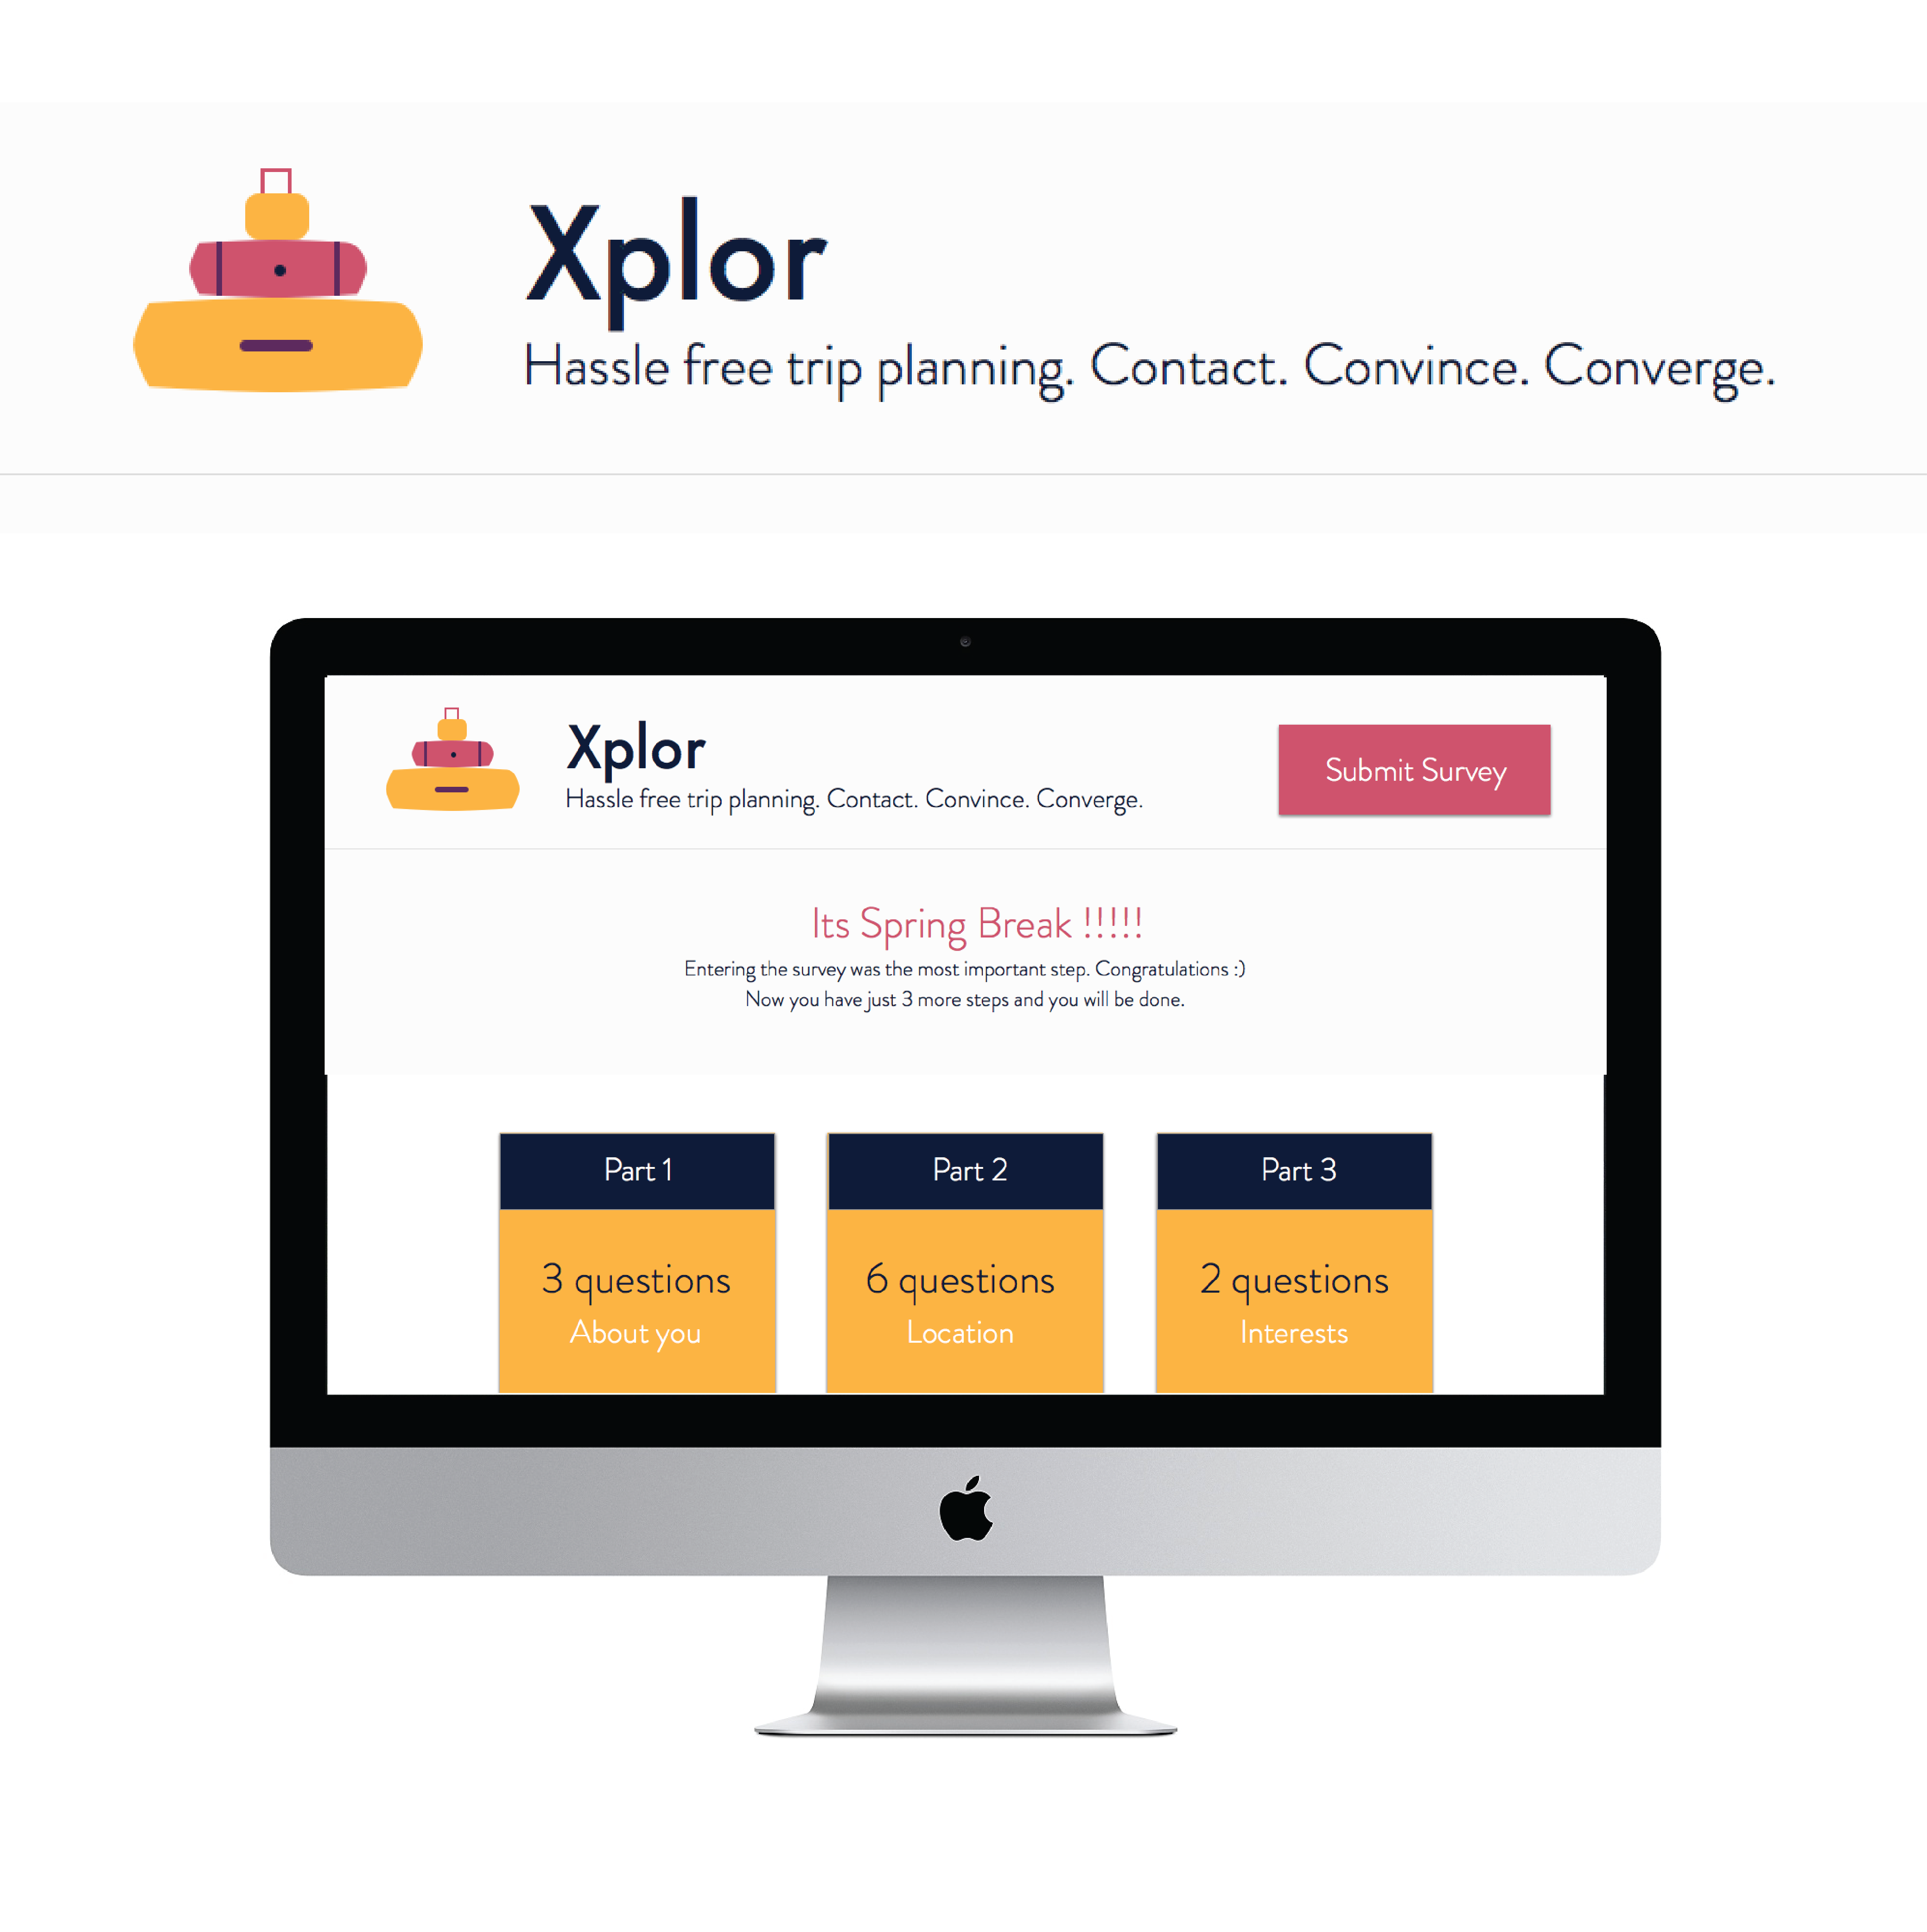 Xplor
Hassle free trip planning. Contact. Convince. Converge.
Xplor
Hassle free trip planning. Contact. Convince. Converge.
Submit Survey
Its Spring Break !!!!!
Entering the survey was the most important step. Congratulations :)
Now you have just 3 more steps and you will be done.
Part 1
3 questions
About you
Part 2
6 questions
Location
Part 3
2 questions
Interests